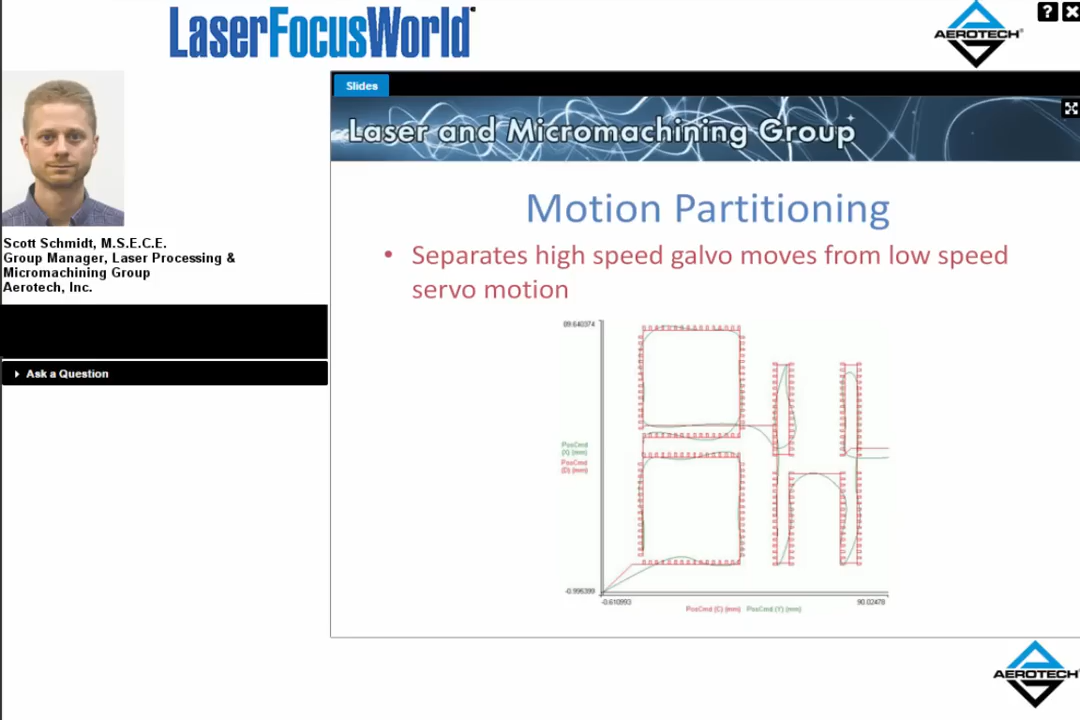 LaserFocusWorld
AEROTECH
?
Slides
Laser and Micromachining Group
Scott Schmidt, M.S.E.C.E.
Group Manager, Laser Processing &
Micromachining Group
Aerotech, Inc.
Ask a Question
Motion Partitioning
• Separates high speed galvo moves from low speed
servo motion
89.640374
PosCmd
(X) (mm)
PosCmd
(D) (mm)
-0.996399
-0.610993
90.02478
PosCmd (C) (mm) PosCmd (Y) (mm)
AEROTECH